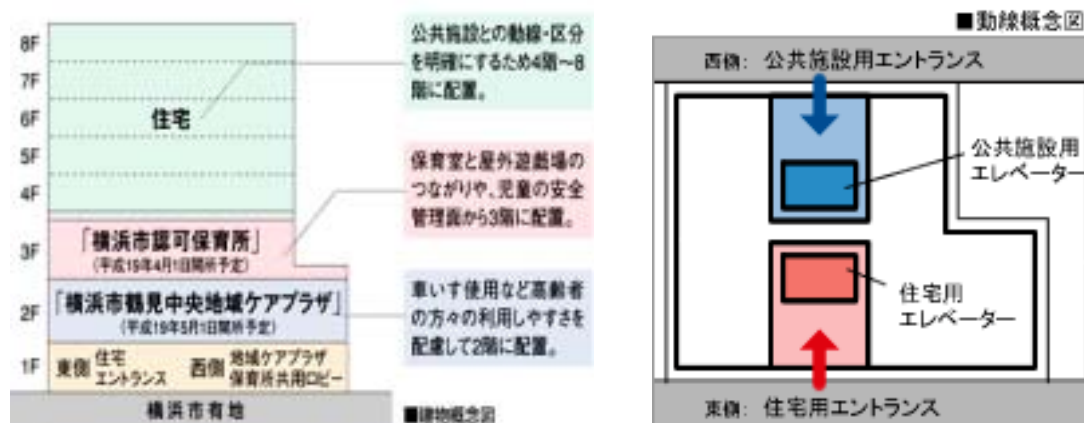 8F
7F
6F
5F
4F
3F
2F
1F
住宅
「横浜市認可保育所」
(平成19年4月1日開所予定)
「横浜市鶴見中央地域ケアプラザ」
(平成19年5月1日開所予定)
東側
住宅
エントランス
西側
地域ケアプラザ
保育所共用ロビー
横浜市有地
公共施設との動線・区分
を明確にするため4階〜8
階に配置。
保育室と屋外遊戯場の
つながりや、児童の安全
管理面から3階に配置。
車いす使用など高齢者
の方々の利用しやすさを
配慮して2階に配置。
■建物概念図
■動線概念図
西側: 公共施設用エントランス
公共施設用
エレベーター
住宅用
エレベーター
東側: 住宅用エントランス